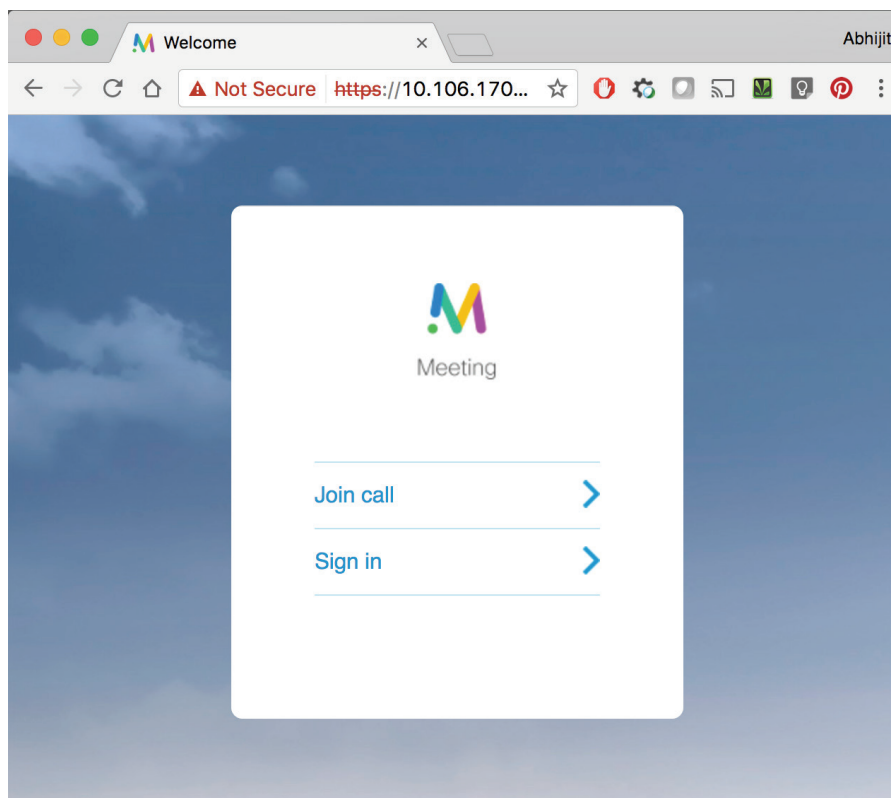 Welcome
Abhijit
Not Secure https://10.106.170...
Meeting
Join call
Sign in